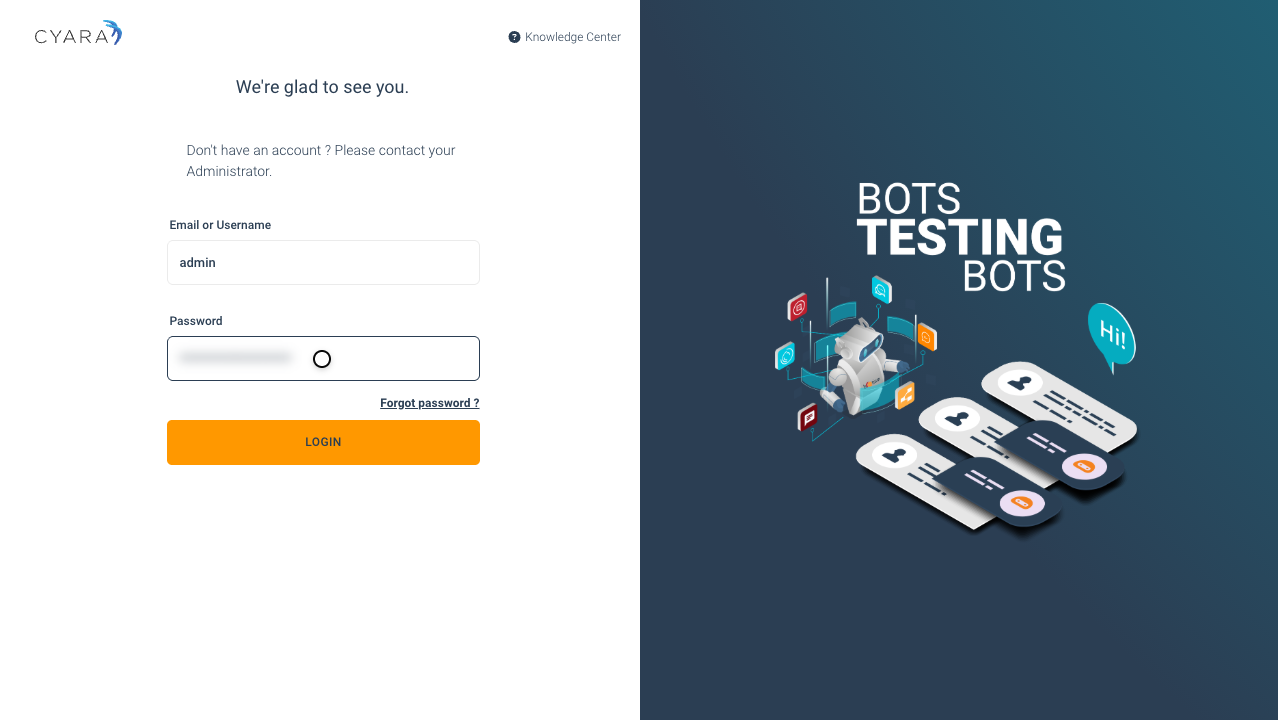 CYARA
Knowledge Center
We're glad to see you.
Don't have an account ? Please contact your
Administrator.
Email or Username
admin
Password
Forgot password ?
LOGIN
BOTS
TESTING
BOTS
Hi!